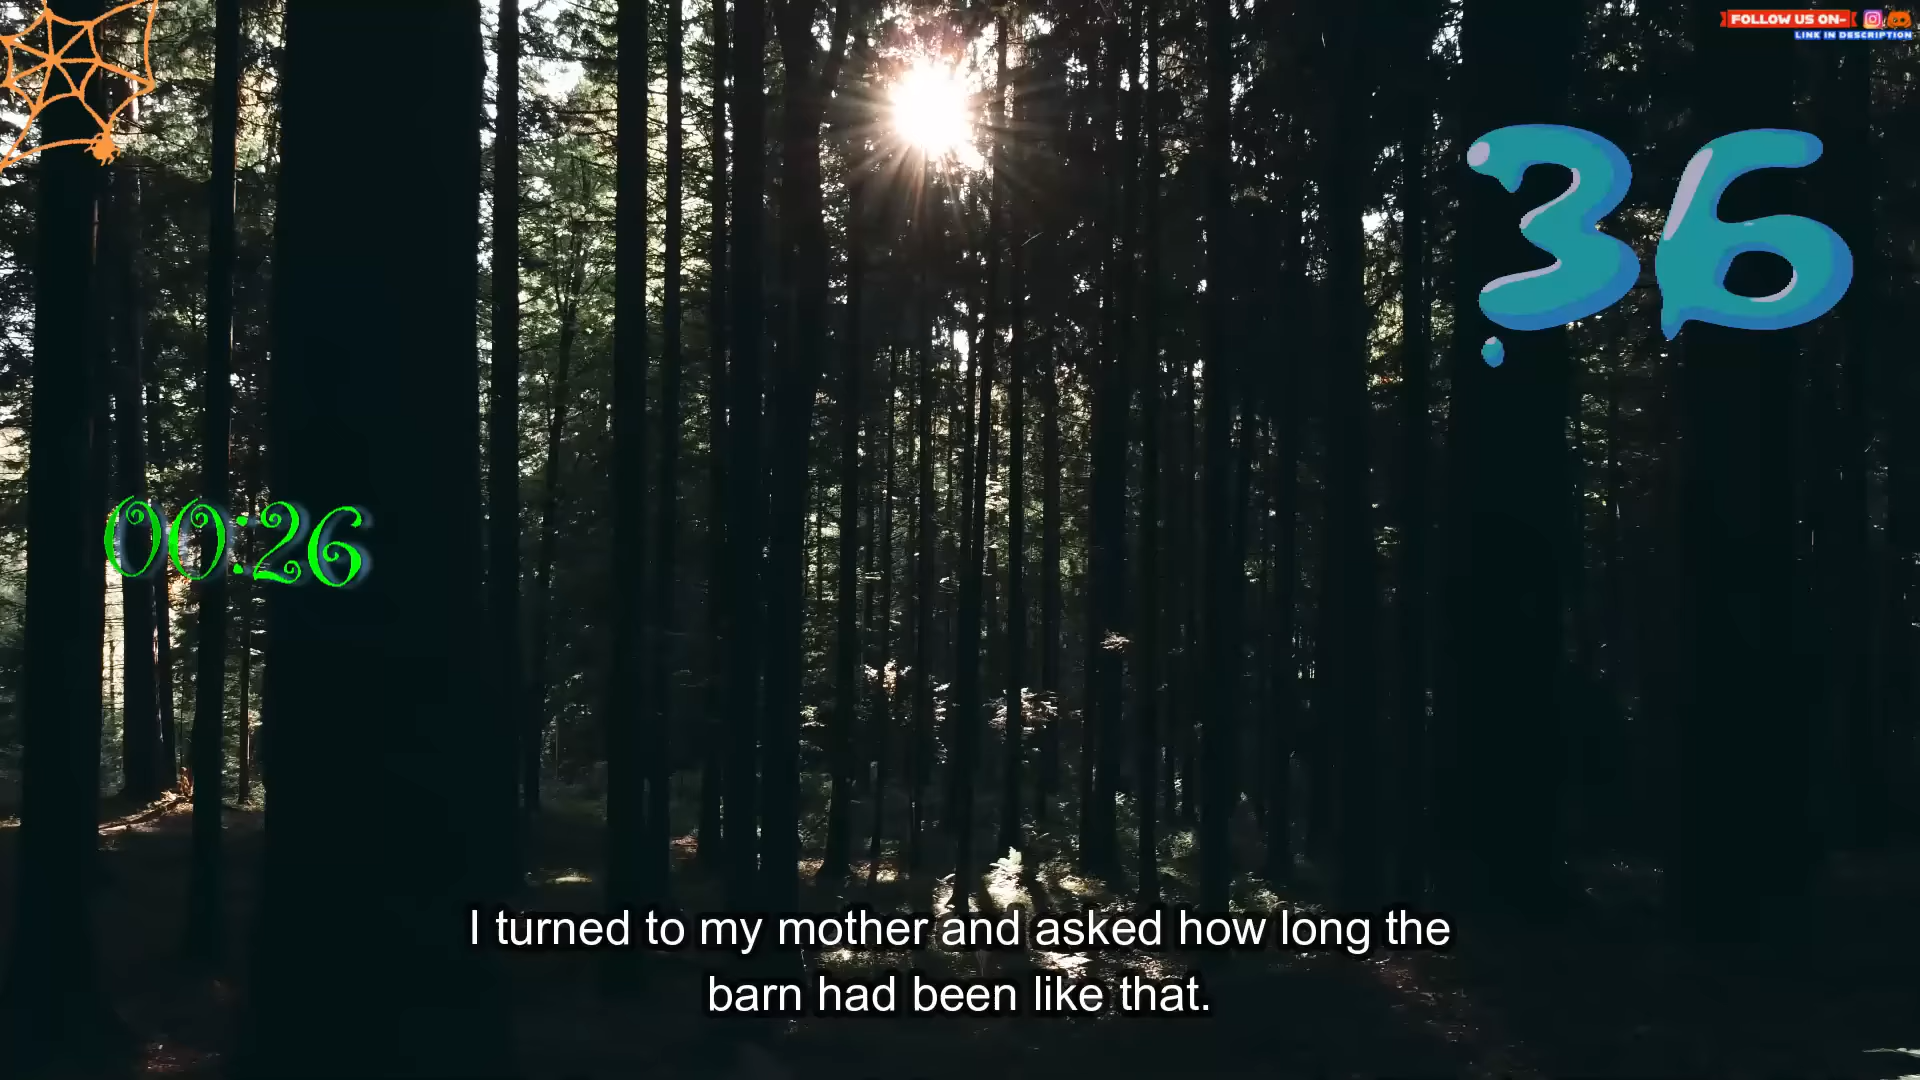 FOLLOW US ON-
LINK IN DESCRIPTION
36
00:26
I turned to my mother and asked how long the
barn had been like that.